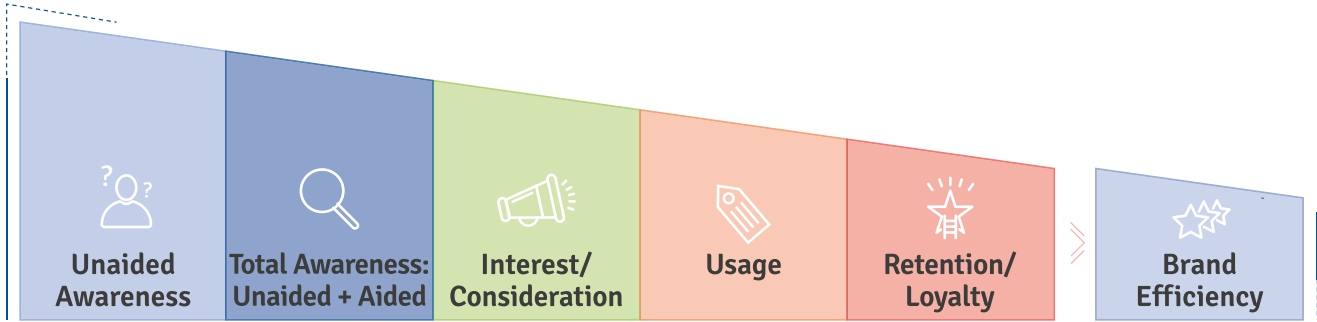 Unaided
Awareness
Total Awareness:
Unaided + Aided
Interest/
Consideration
Usage
Retention/
Loyalty
Brand
Efficiency